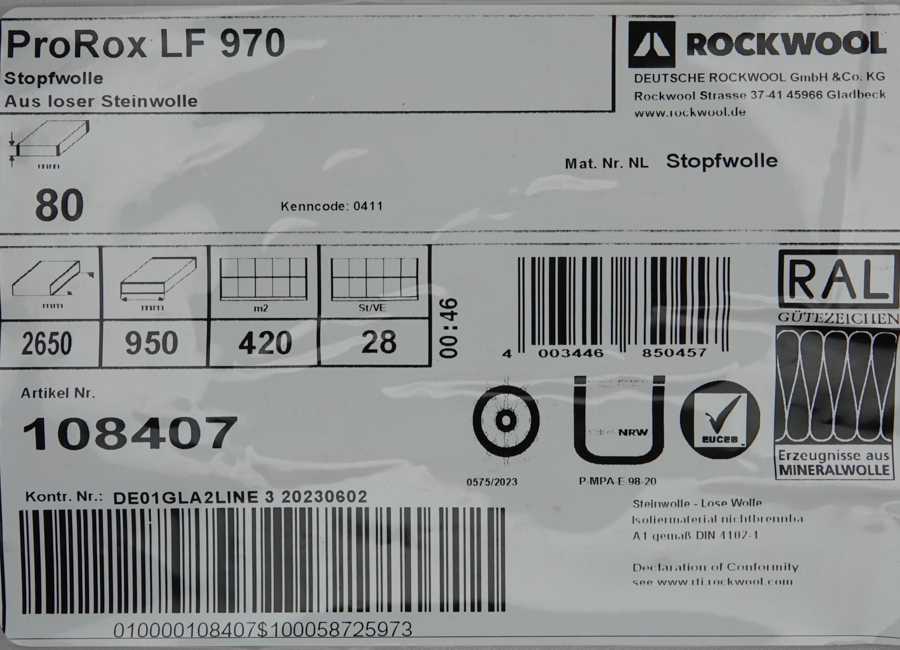 ProRox LF 970
Stopfwolle
Aus loser Steinwolle
ROCKWOOL
DEUTSCHE ROCKWOOL GmbH &Co. KG
Rockwool Strasse 37-41 45966 Gladbeck
www.rockwool.de
mm
80
Kenncode: 0411
Mat. Nr. NL Stopfwolle
mm mm m2 St/VE
2650 950 420 28
00:46
4 003446 850457
RAL
GÜTEZEICHEN
Erzeugnisse aus
MINERALWOLLE
Artikel Nr.
108407
NRW
EUCEB
0575/2023
P-MPA-E-98-20
Kontr. Nr.: DE01GLA2LINE 3 20230602
010000108407$100058725973
Steinwolle - Lose Wolle
Isoliermaterial nichtbrennba
A1 gemäß DIN 4102-1
Declaration of Conformity
see www.rti.rockwool.com